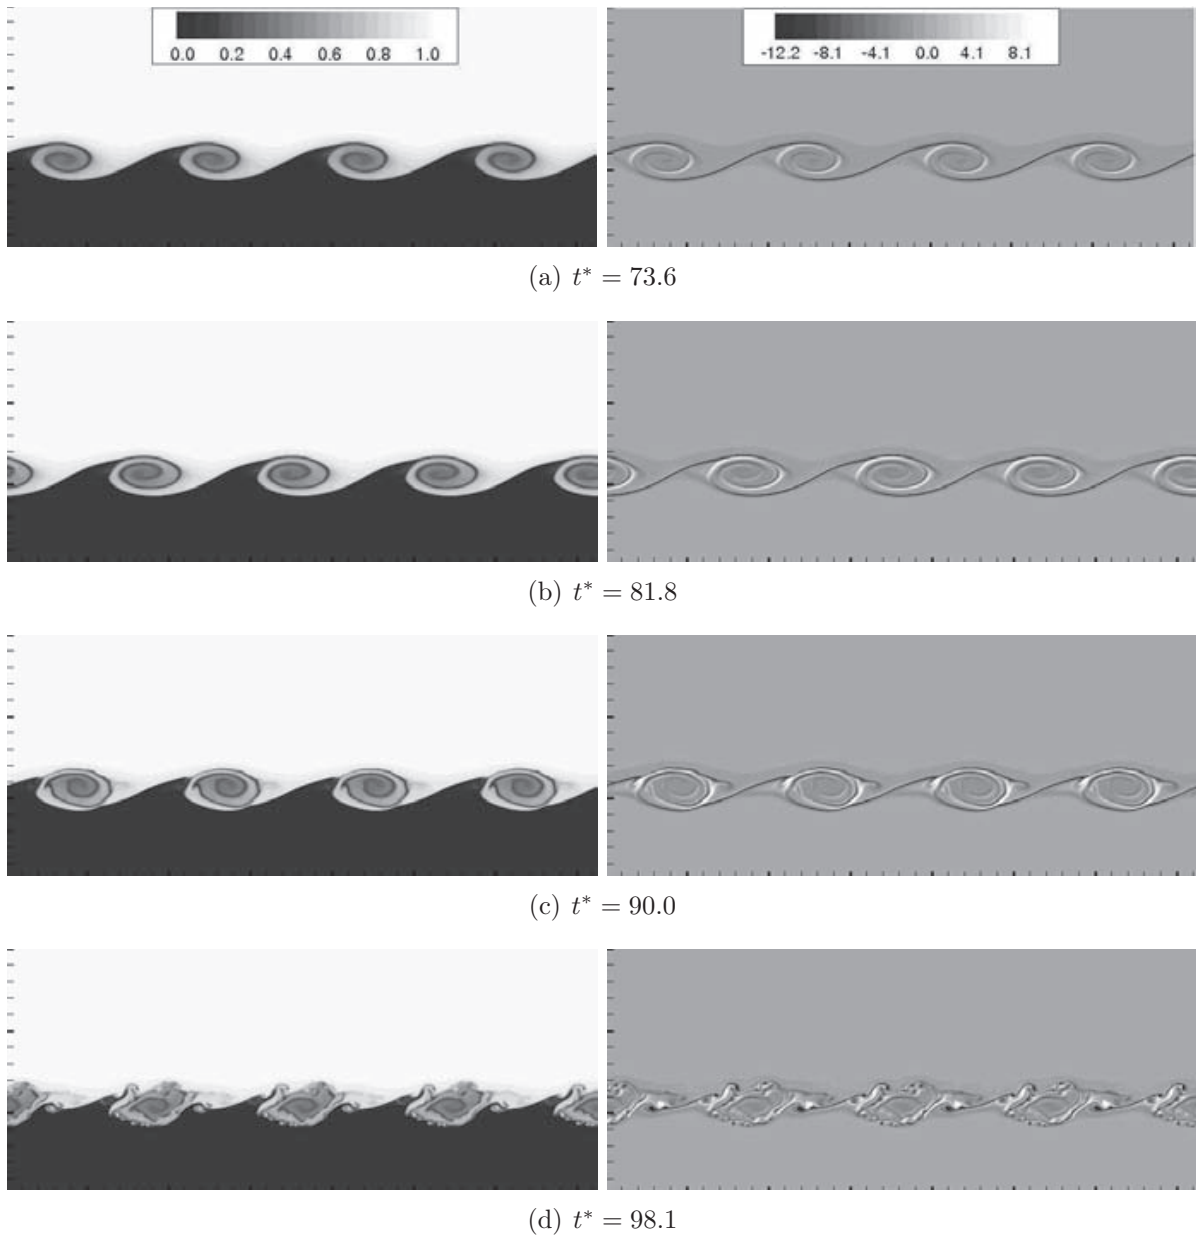 0.0 0.2 0.4 0.6 0.8 1.0
-12.2 -8.1 -4.1 0.0 4.1 8.1
(a) t* = 73.6
(b) t* = 81.8
(c) t* = 90.0
(d) t* = 98.1